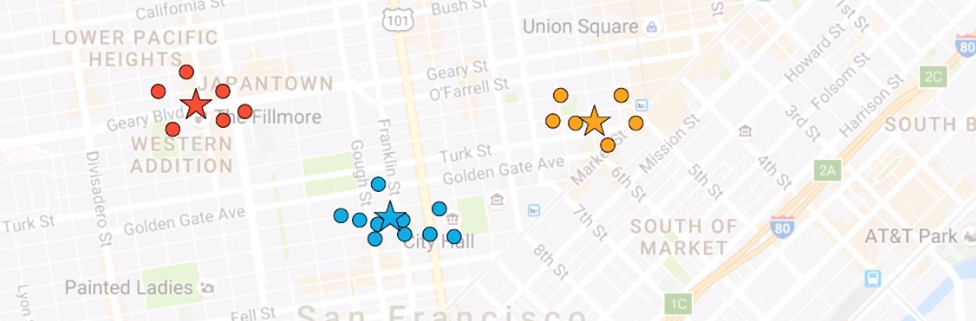 California St
101
Bush St
Union Square
1st St
LOWER PACIFIC
HEIGHTS
JAPANTOWN
Geary St
O'Farrell St
Howard St
Folsom St
Harrison St
80
2C
Geary Blvd
The Fillmore
WESTERN
ADDITION
Divisadero St
Gough St
Franklin St
Turk St
Golden Gate Ave
Market St
Mission St
6th St
5th St
4th St
3rd St
SOUTH B
2A
Turk St
Golden Gate Ave
City Hall
7th St
8th St
SOUTH OF
MARKET
80
AT&T Park
Painted Ladies
Lyon
Fell St
San Francisco
1C